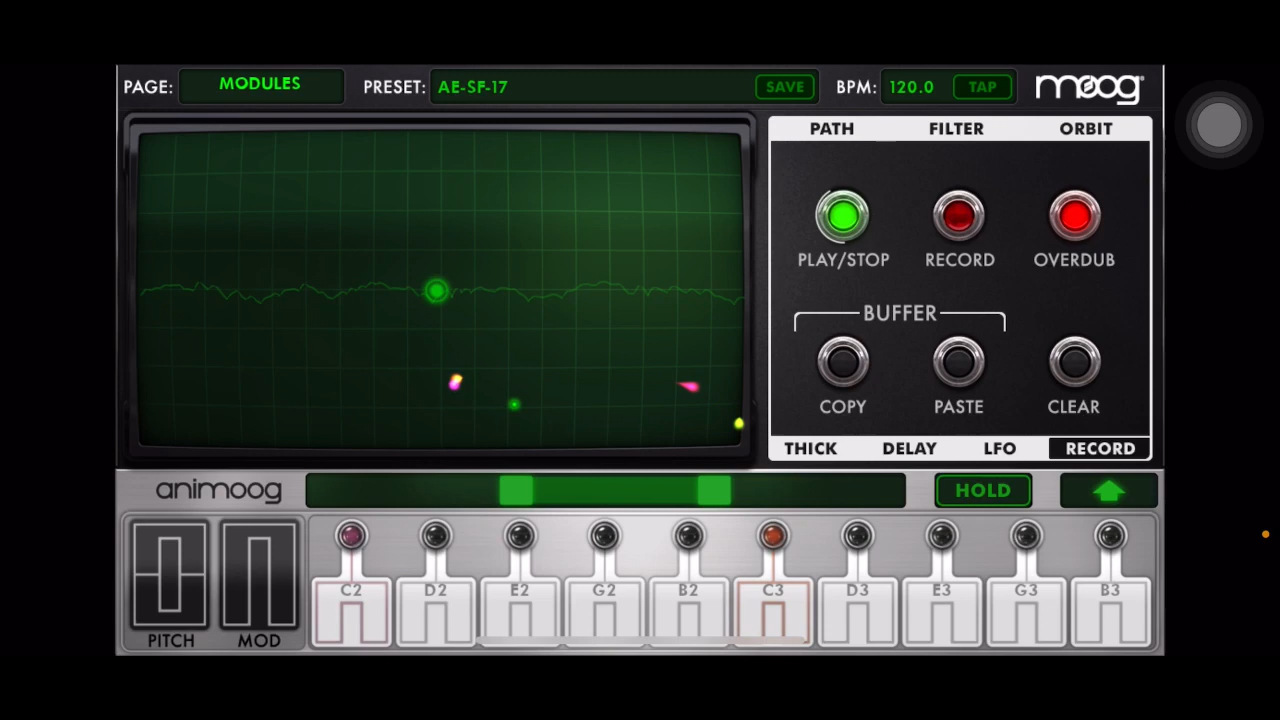 PAGE: MODULES PRESET: AE-SF-17 SAVE BPM: 120.0 TAP moog
PATH FILTER ORBIT
PLAY/STOP RECORD OVERDUB
BUFFER
COPY PASTE CLEAR
THICK DELAY LFO RECORD
animoog HOLD
C2 D2 E2 G2 B2 C3 D3 E3 G3 B3
PITCH MOD